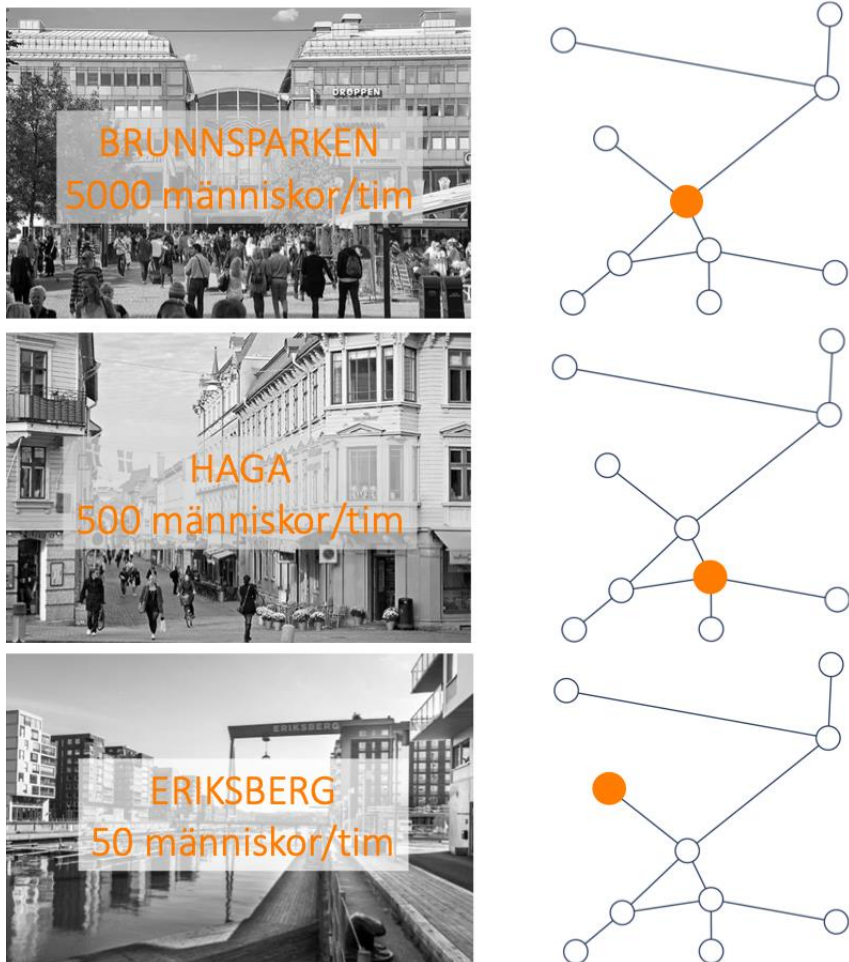 DROPPEN
BRUNNSPARKEN
5000 människor/tim
HAGA
500 människor/tim
ERIKSBERG
ERIKSBERG
50 människor/tim